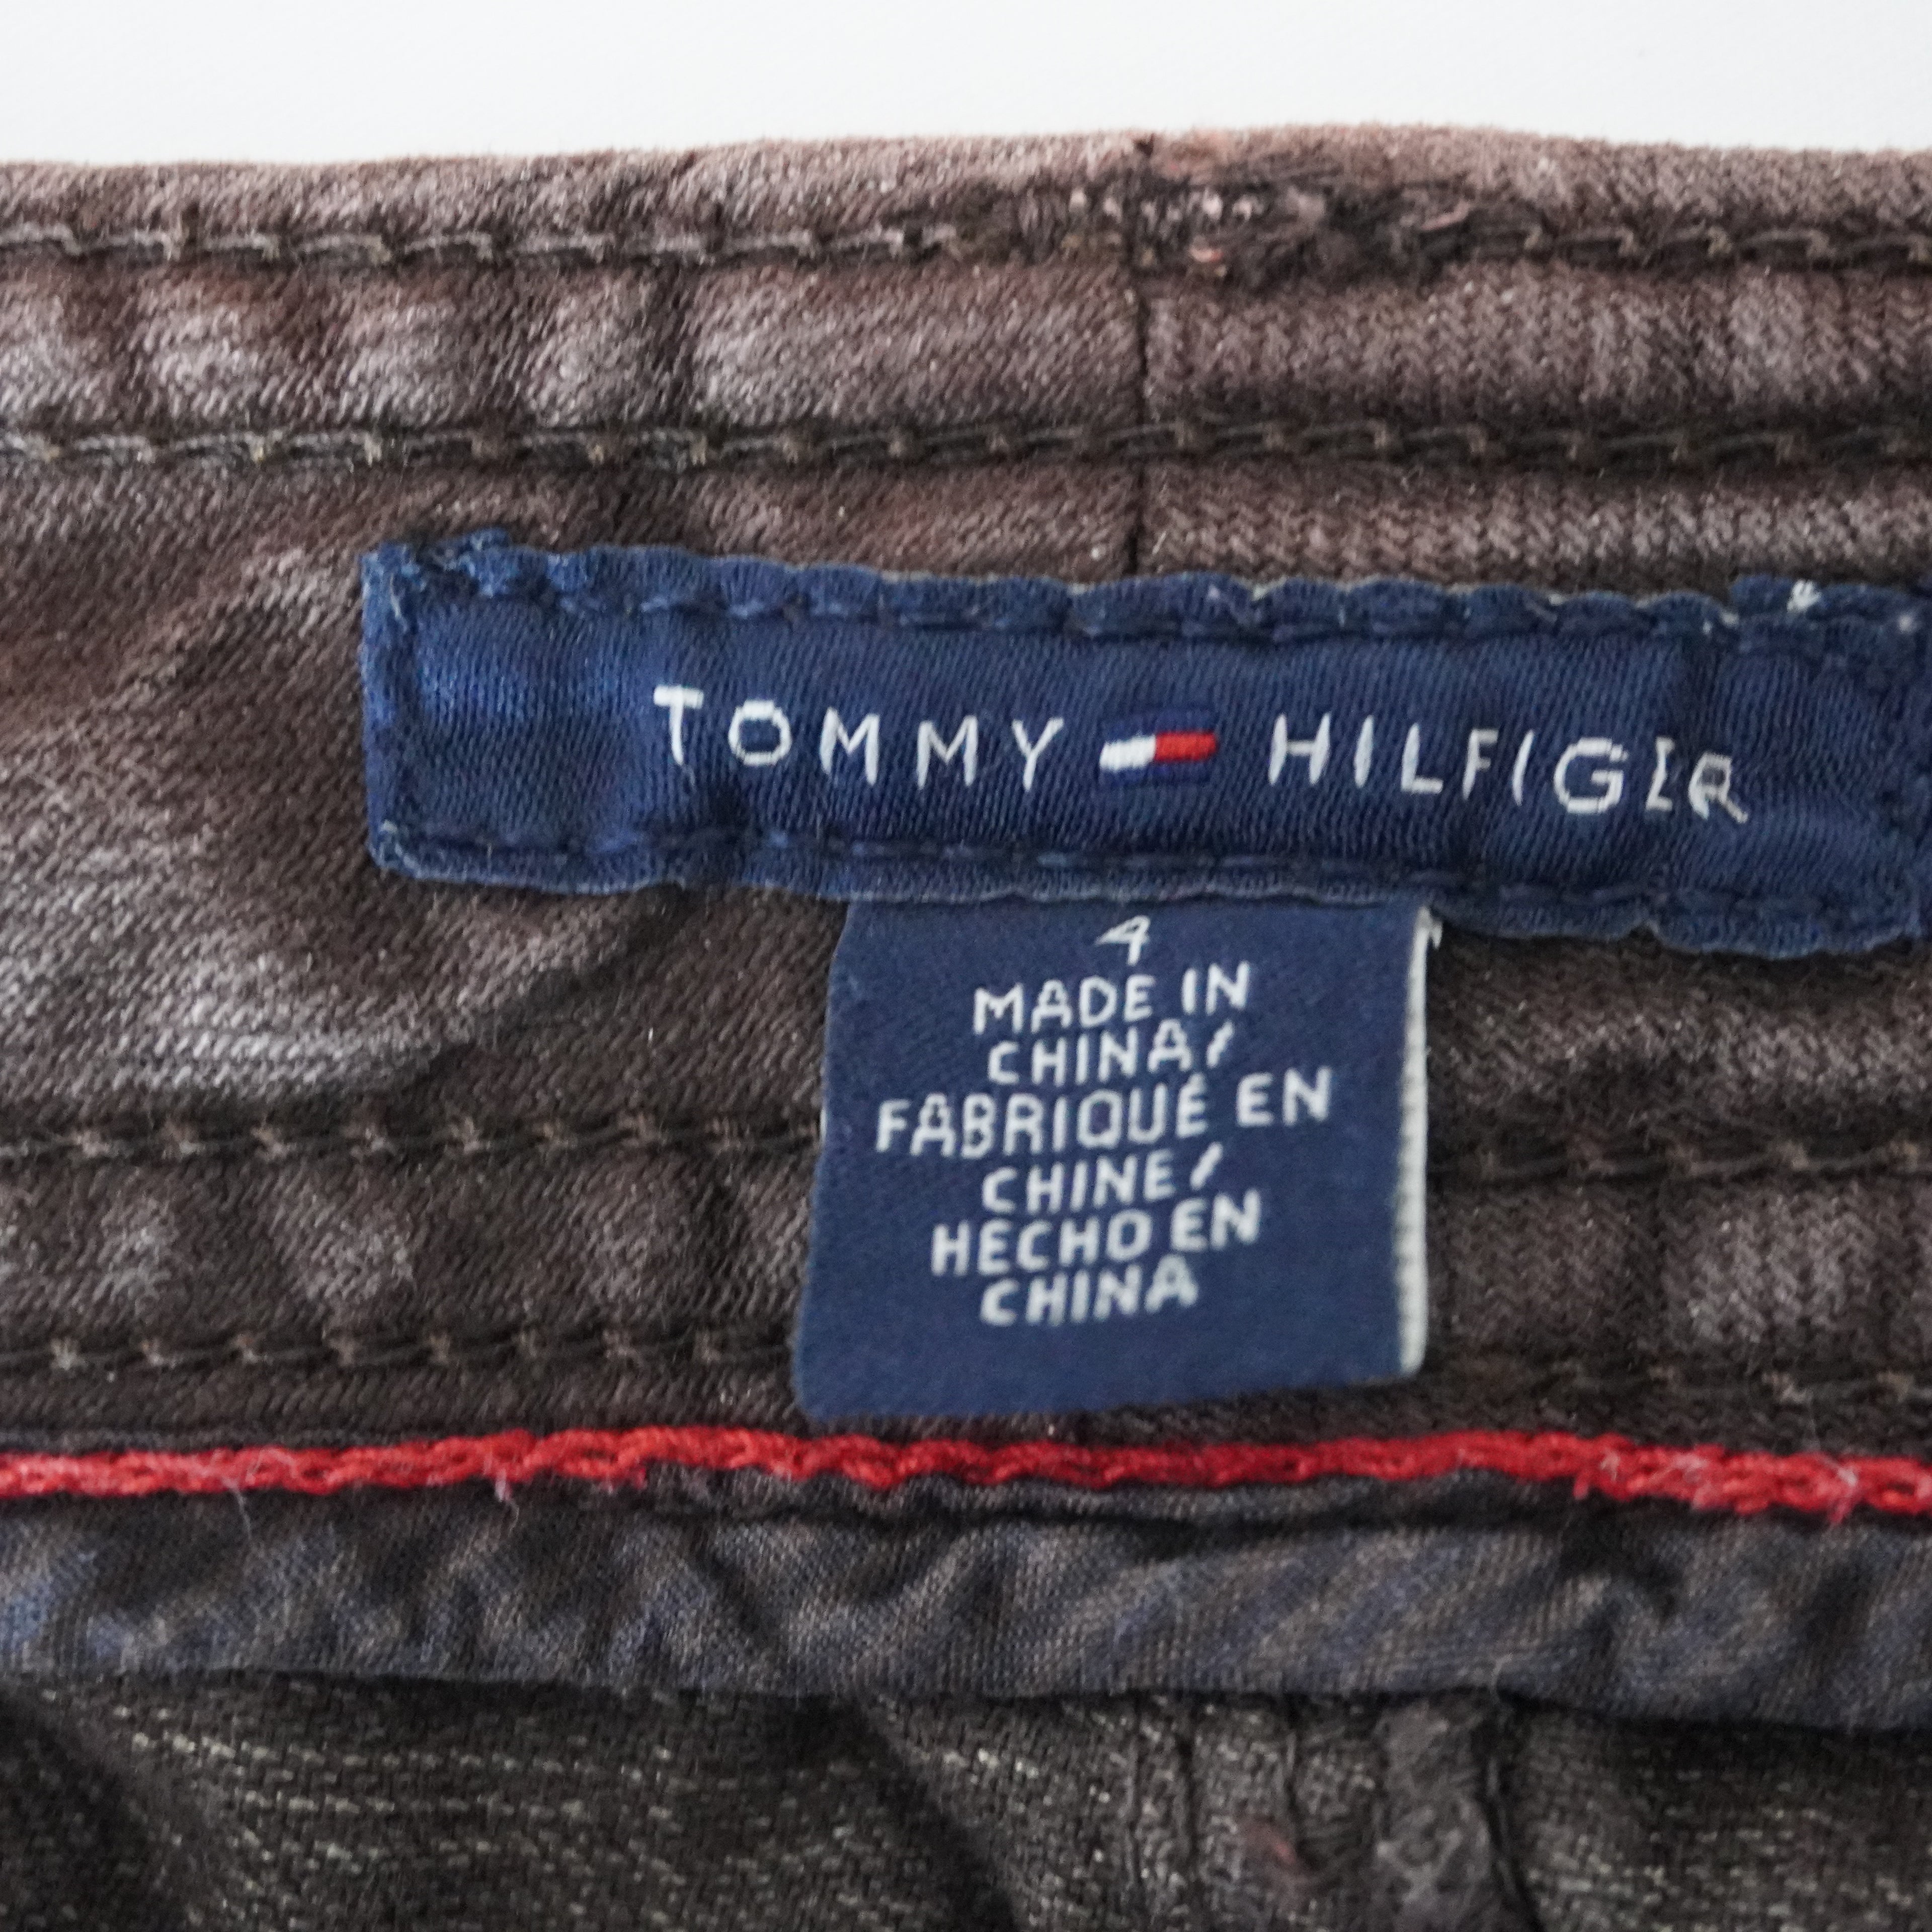 TOMMY HILFIGER
4
MADE IN
CHINA/
FABRIQUÉ EN
CHINE/
HECHO EN
CHINA